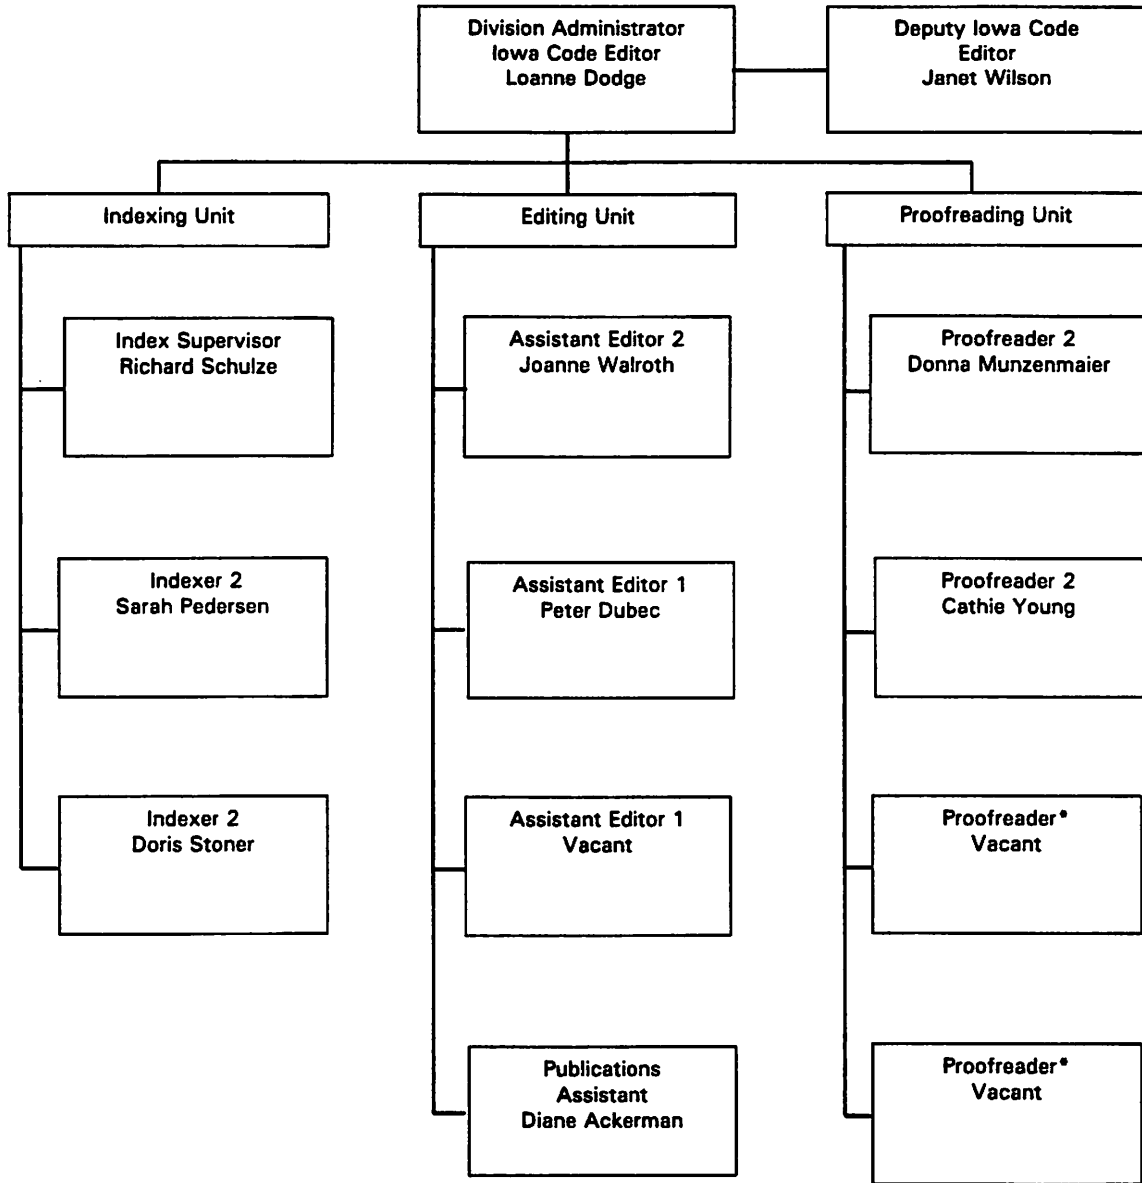 Division Administrator
Iowa Code Editor
Loanne Dodge
Deputy Iowa Code
Editor
Janet Wilson
Indexing Unit
Editing Unit
Proofreading Unit
Index Supervisor
Richard Schulze
Assistant Editor 2
Joanne Walroth
Proofreader 2
Donna Munzenmaier
Indexer 2
Sarah Pedersen
Assistant Editor 1
Peter Dubec
Proofreader 2
Cathie Young
Indexer 2
Doris Stoner
Assistant Editor 1
Vacant
Proofreader*
Vacant
Publications
Assistant
Diane Ackerman
Proofreader*
Vacant